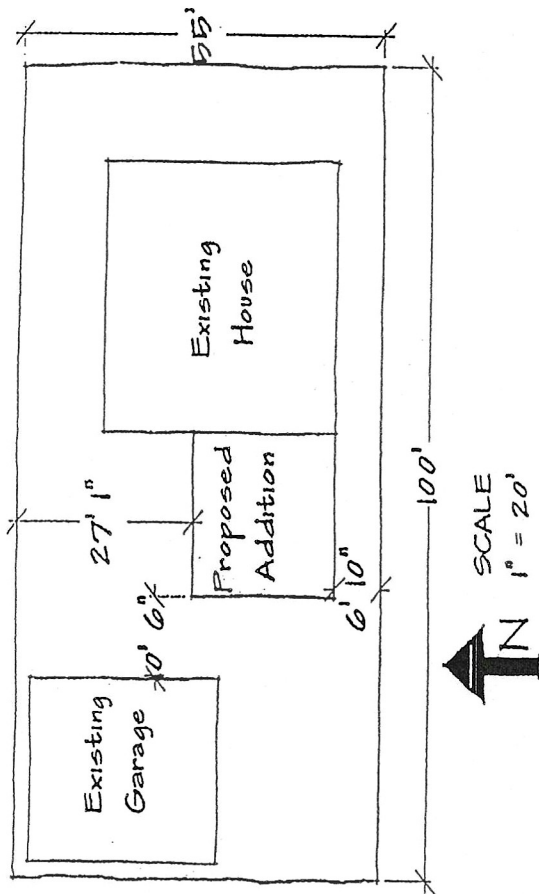 55'
27' 1"
Existing
Garage
10' 6"
Proposed
Addition
Existing
House
6' 10"
100'
N
SCALE
1" = 20'